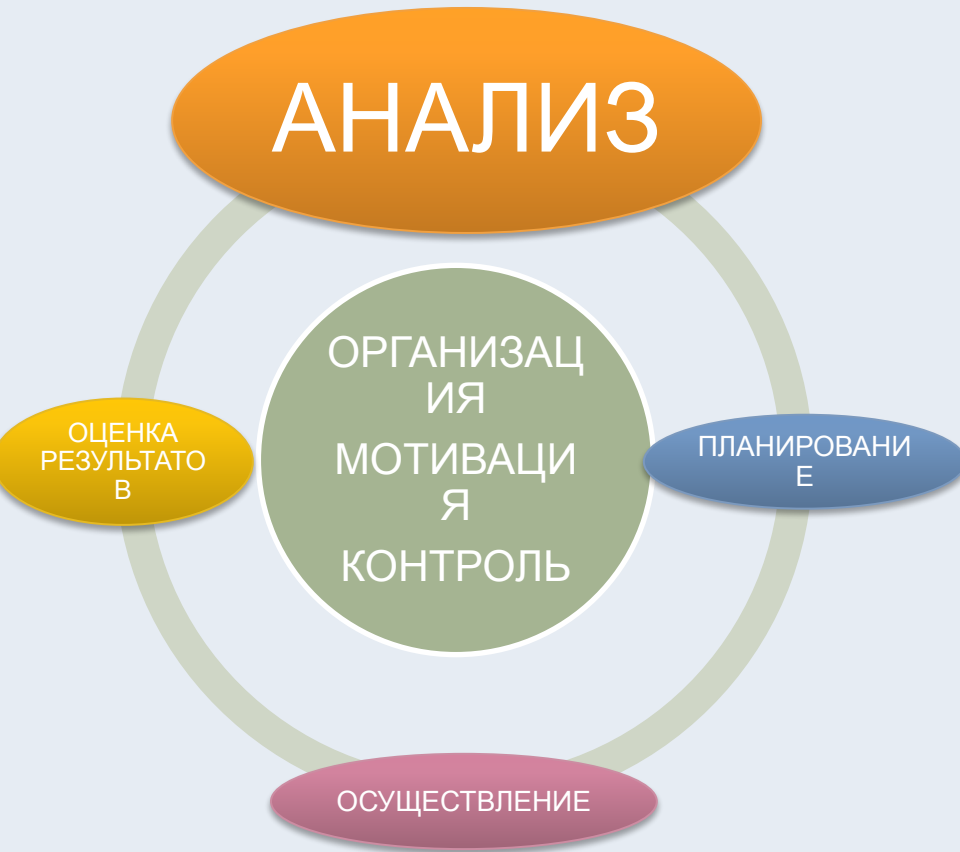 АНАЛИЗ
ОРГАНИЗАЦ
ИЯ
МОТИВАЦИ
Я
КОНТРОЛЬ
ОЦЕНКА
РЕЗУЛЬТАТО
В
ПЛАНИРОВАНИ
Е
ОСУЩЕСТВЛЕНИЕ